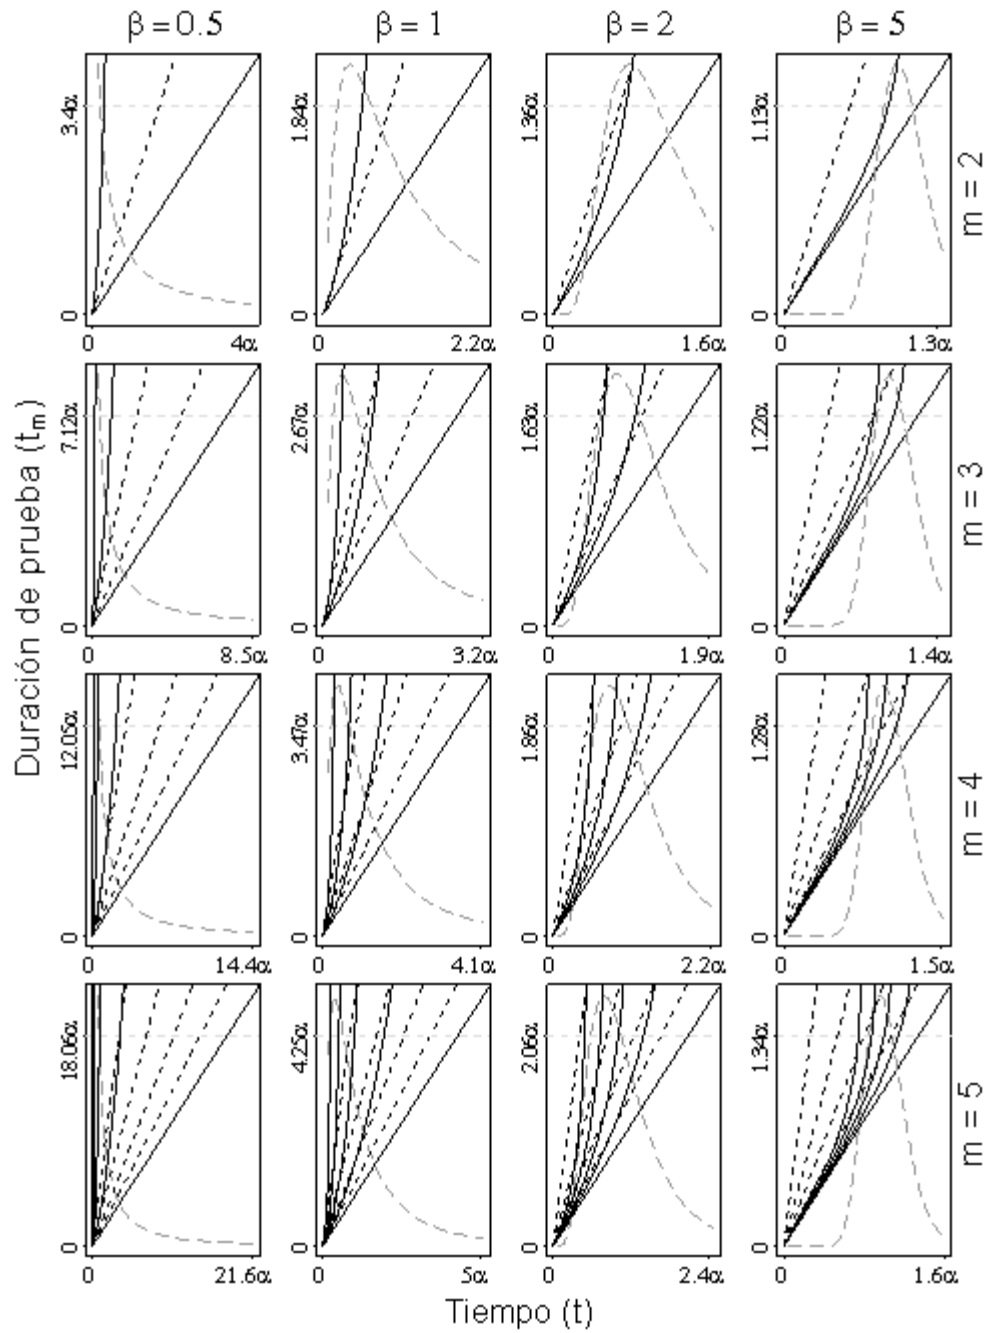 β = 0.5 β = 1 β = 2 β = 5
3.4α 1.84α 1.36α 1.13α
0 0 0 0
0 4α 0 2.2α 0 1.6α 0 1.3α
m = 2
7.12α 2.67α 1.63α 1.22α
0 0 0 0
0 8.5α 0 3.2α 0 1.9α 0 1.4α
m = 3
12.05α 3.47α 1.86α 1.28α
0 0 0 0
0 14.4α 0 4.1α 0 2.2α 0 1.5α
m = 4
18.06α 4.25α 2.06α 1.34α
0 0 0 0
0 21.6α 0 5α 0 2.4α 0 1.6α
m = 5
Duración de prueba (tₘ)
Tiempo (t)